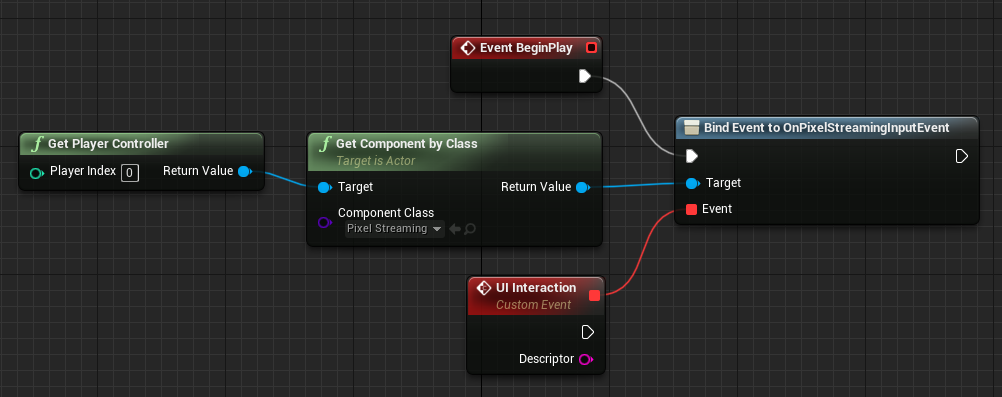 Event BeginPlay
Get Player Controller
Player Index 0 Return Value
Get Component by Class
Target is Actor
Target Return Value
Component Class
Pixel Streaming
Bind Event to OnPixelStreamingInputEvent
Target
Event
UI Interaction
Custom Event
Descriptor